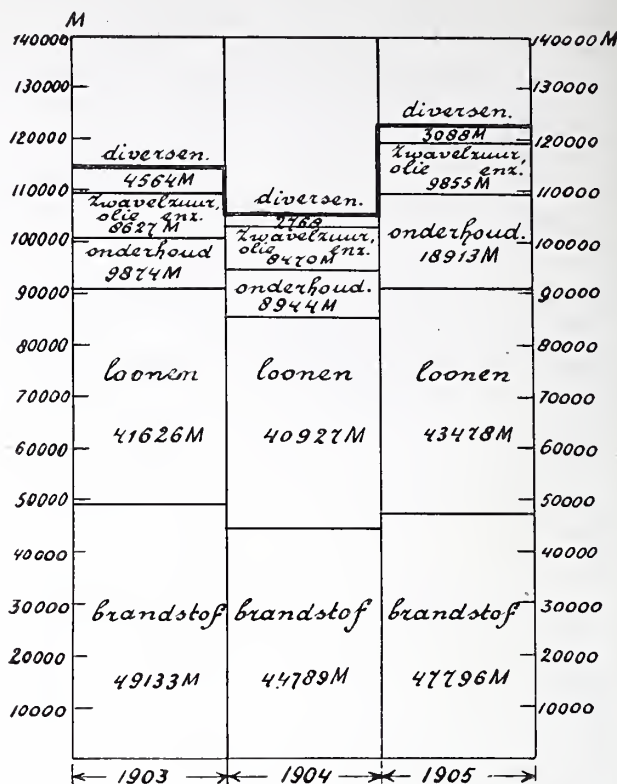 M
140000
130000
120000
110000
100000
90000
80000
70000
60000
50000
40000
30000
20000
10000
diversen.
4564M
zwavelzuur,
olie enz.
8627M
onderhoud
9874M
loonen
41626M
brandstof
49133M
diversen.
2768
zwavelzuur,
olie enz.
8470M
onderhoud.
8944M
loonen
40927M
brandstof
44789M
diversen.
3088M
zwavelzuur,
olie enz.
9855M
onderhoud.
18913M
loonen
43478M
brandstof
47796M
140000 M
130000
120000
110000
100000
90000
80000
70000
60000
50000
40000
30000
20000
10000
1903 1904 1905